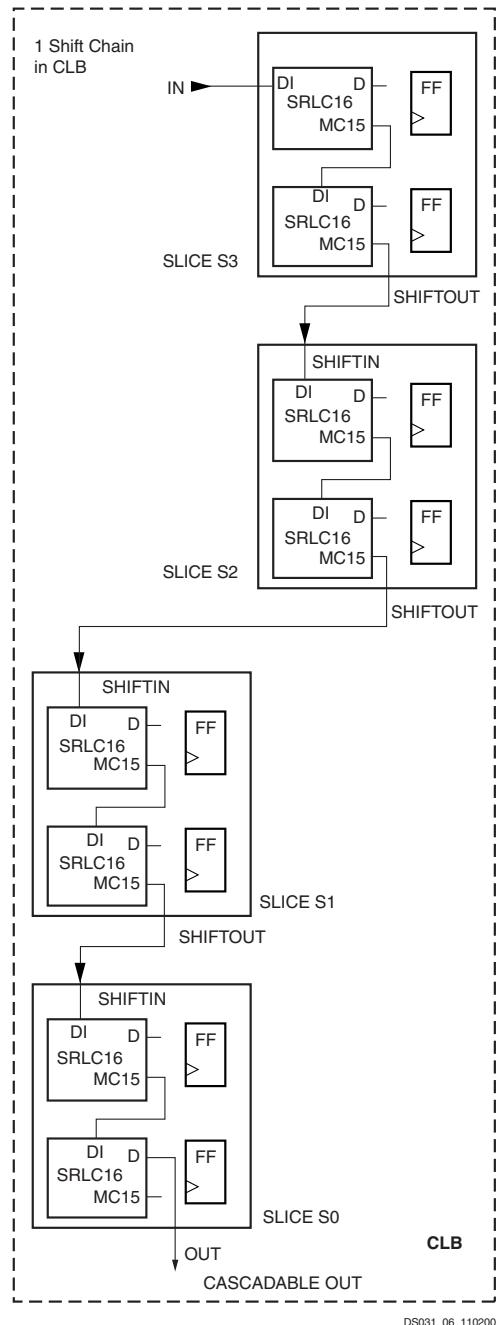 1 Shift Chain
in CLB
IN
DI
D
SRLC16
MC15
FF
DI
D
SRLC16
MC15
FF
SLICE S3
SHIFTOUT
SHIFTIN
DI
D
SRLC16
MC15
FF
DI
D
SRLC16
MC15
FF
SLICE S2
SHIFTOUT
SHIFTIN
DI
D
SRLC16
MC15
FF
DI
D
SRLC16
MC15
FF
SLICE S1
SHIFTOUT
SHIFTIN
DI
D
SRLC16
MC15
FF
DI
D
SRLC16
MC15
FF
SLICE S0
OUT
CLB
CASCADABLE OUT
DS031_06_110200